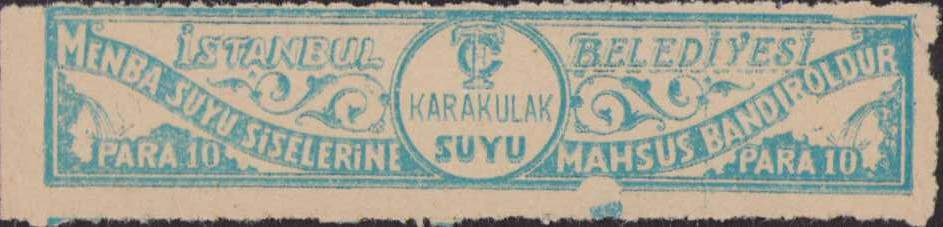 İSTANBUL BELEDİYESİ
TC
KARAKULAK
SUYU
MENBA SUYU ŞİŞELERİNE MAHSUS BANDIROLDUR
PARA 10
PARA 10